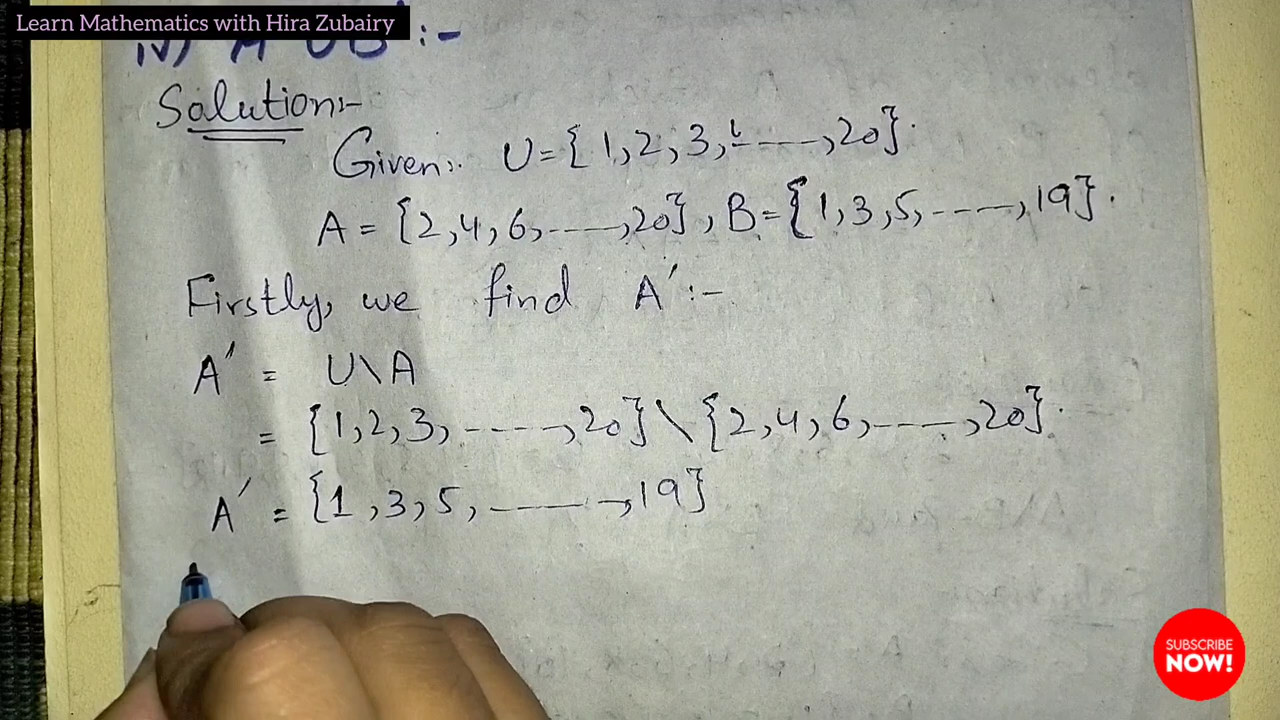 Learn Mathematics with Hira Zubairy
iv) A' ∪ B' :-
Solution:-
Given:. U = {1, 2, 3, ------, 20}.
A = {2, 4, 6, ------, 20}, B = {1, 3, 5, ------, 19}.
Firstly, we find A' :-
A' = U \ A
= {1, 2, 3, ------, 20} \ {2, 4, 6, ------, 20}.
A' = {1, 3, 5, ------, 19}
SUBSCRIBE
NOW!